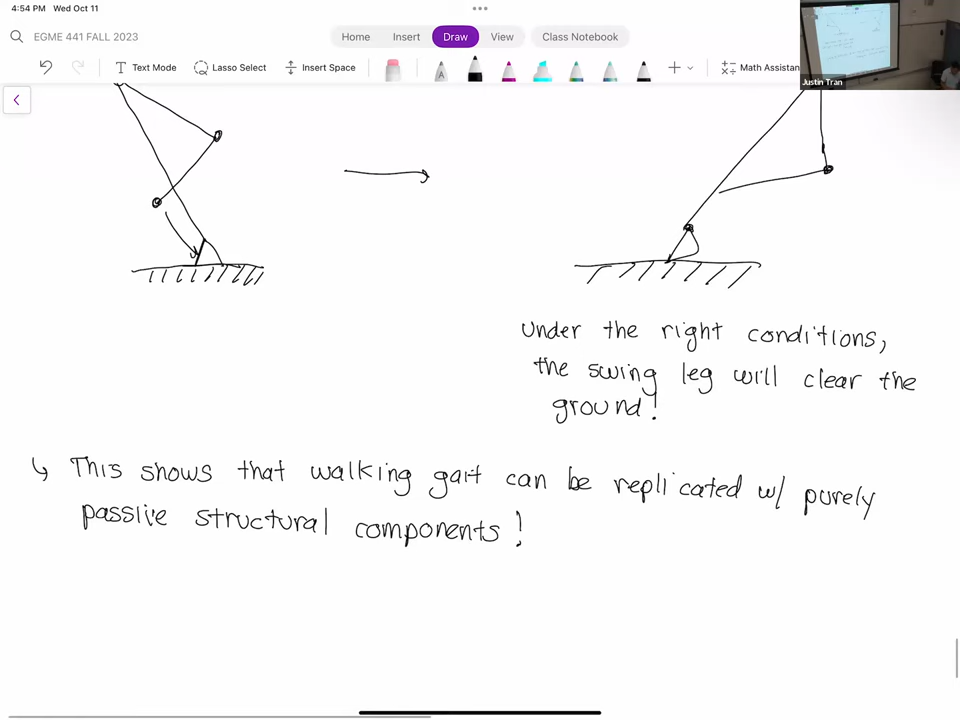 4:54 PM Wed Oct 11
EGME 441 FALL 2023
Home Insert Draw View Class Notebook
A Text Mode Lasso Select Insert Space Math Assistan
Justin Tran
Under the right conditions,
the swing leg will clear the
ground!
This shows that walking gait can be replicated w/ purely
passive structural components!